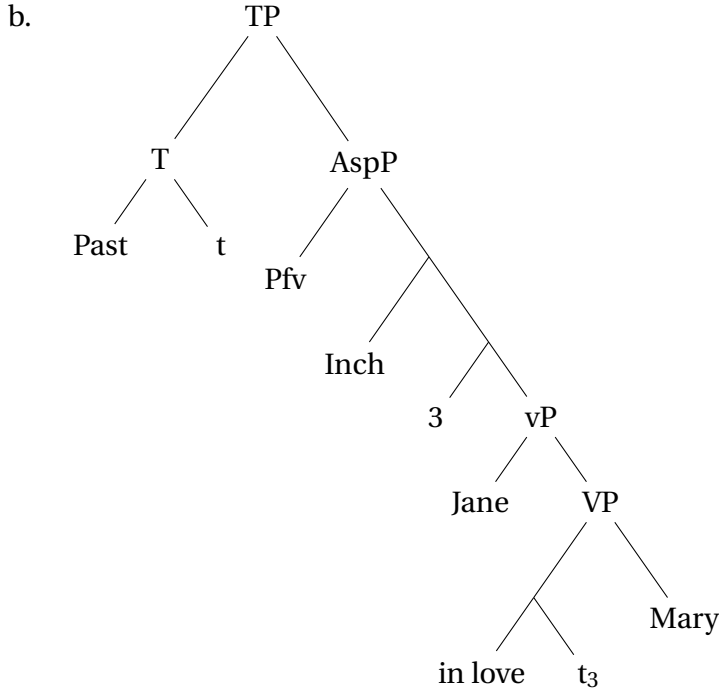 b. TP
T AspP
Past t
Pfv
Inch
3 vP
Jane VP
Mary
in love t₃